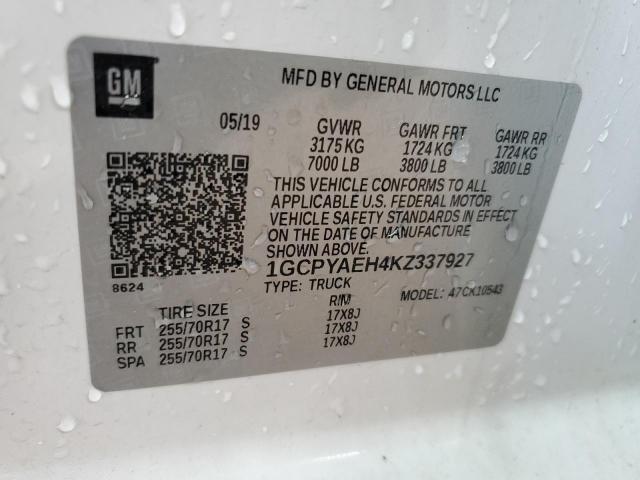 GM
MFD BY GENERAL MOTORS LLC
05/19 GVWR GAWR FRT GAWR RR
3175 KG 1724 KG 1724 KG
7000 LB 3800 LB 3800 LB
THIS VEHICLE CONFORMS TO ALL
APPLICABLE U.S. FEDERAL MOTOR
VEHICLE SAFETY STANDARDS IN EFFECT
ON THE DATE OF MANUFACTURE
SHOWN ABOVE.
1GCPYAEH4KZ337927
8624
TYPE: TRUCK MODEL: 47CK10543
TIRE SIZE RIM
FRT 255/70R17 S 17X8J
RR 255/70R17 S 17X8J
SPA 255/70R17 S 17X8J